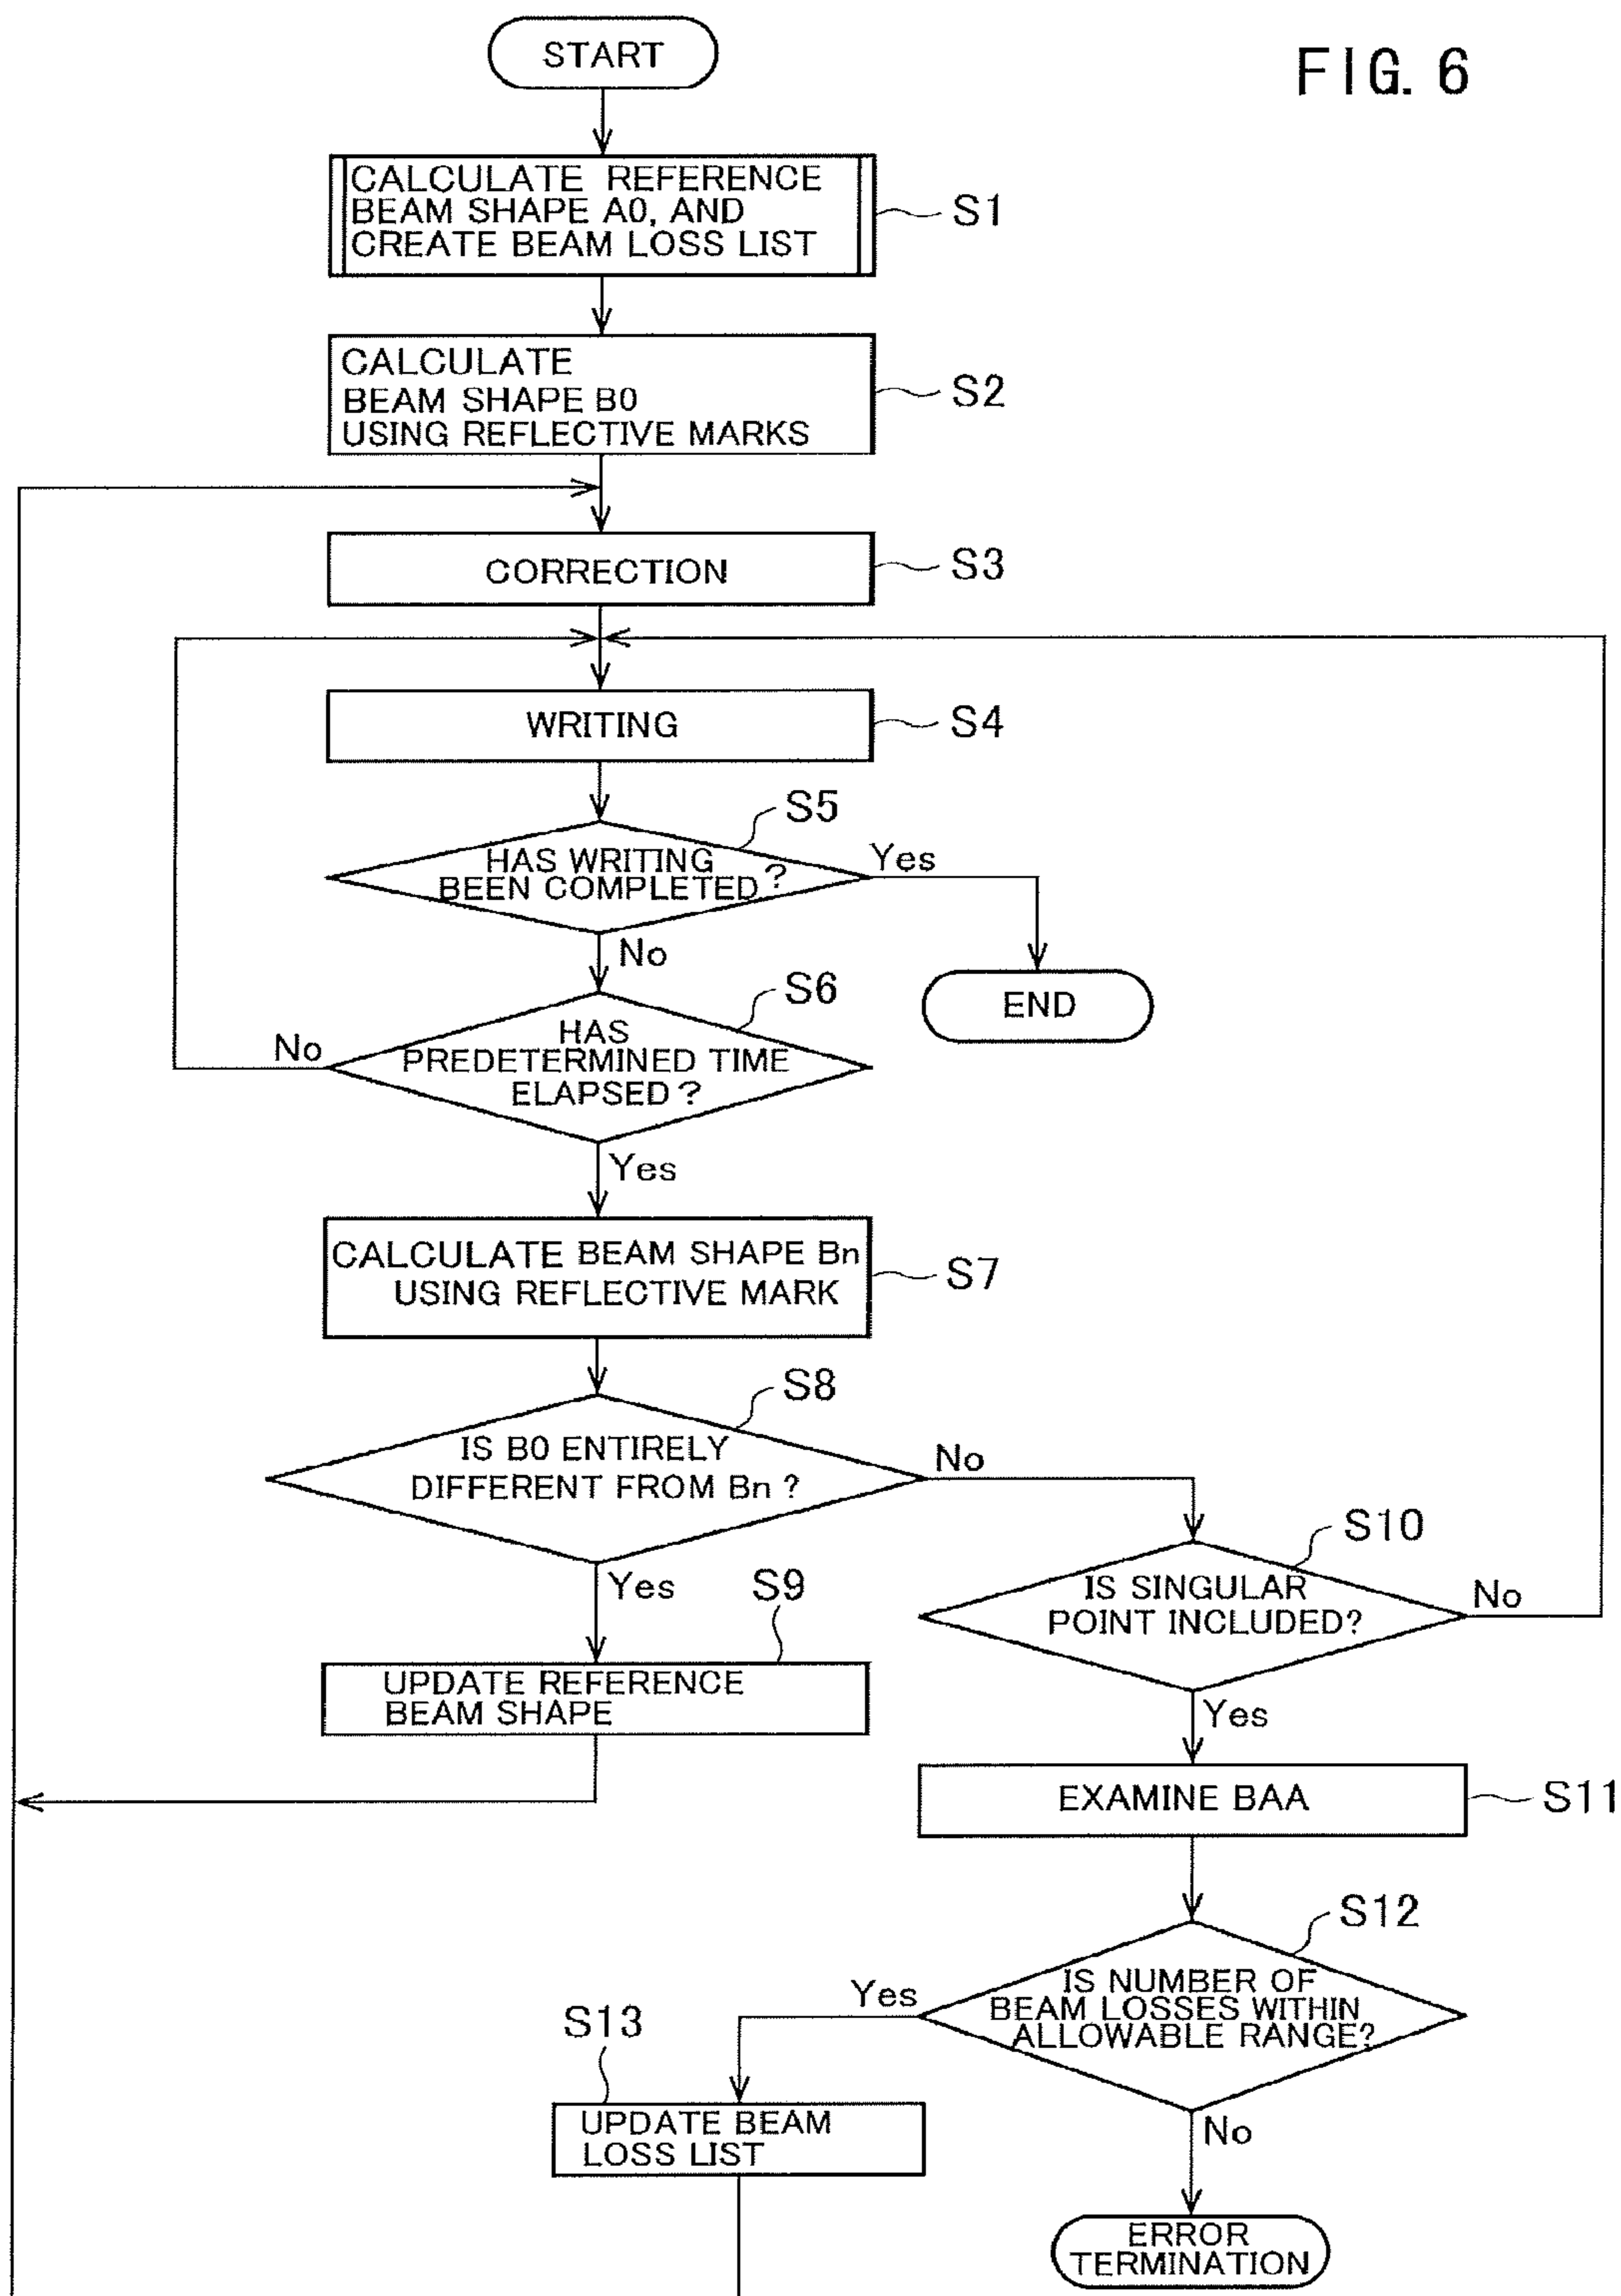 START
FIG. 6
CALCULATE REFERENCE
BEAM SHAPE A0, AND
CREATE BEAM LOSS LIST
S1
CALCULATE
BEAM SHAPE B0
USING REFLECTIVE MARKS
S2
CORRECTION
S3
WRITING
S4
S5
HAS WRITING
BEEN COMPLETED ?
Yes
No
END
S6
HAS
PREDETERMINED TIME
ELAPSED ?
No
Yes
CALCULATE BEAM SHAPE Bn
USING REFLECTIVE MARK
S7
S8
IS B0 ENTIRELY
DIFFERENT FROM Bn ?
No
Yes
S10
IS SINGULAR
POINT INCLUDED?
No
Yes
S9
UPDATE REFERENCE
BEAM SHAPE
EXAMINE BAA
S11
S12
IS NUMBER OF
BEAM LOSSES WITHIN
ALLOWABLE RANGE?
Yes
No
S13
UPDATE BEAM
LOSS LIST
ERROR
TERMINATION